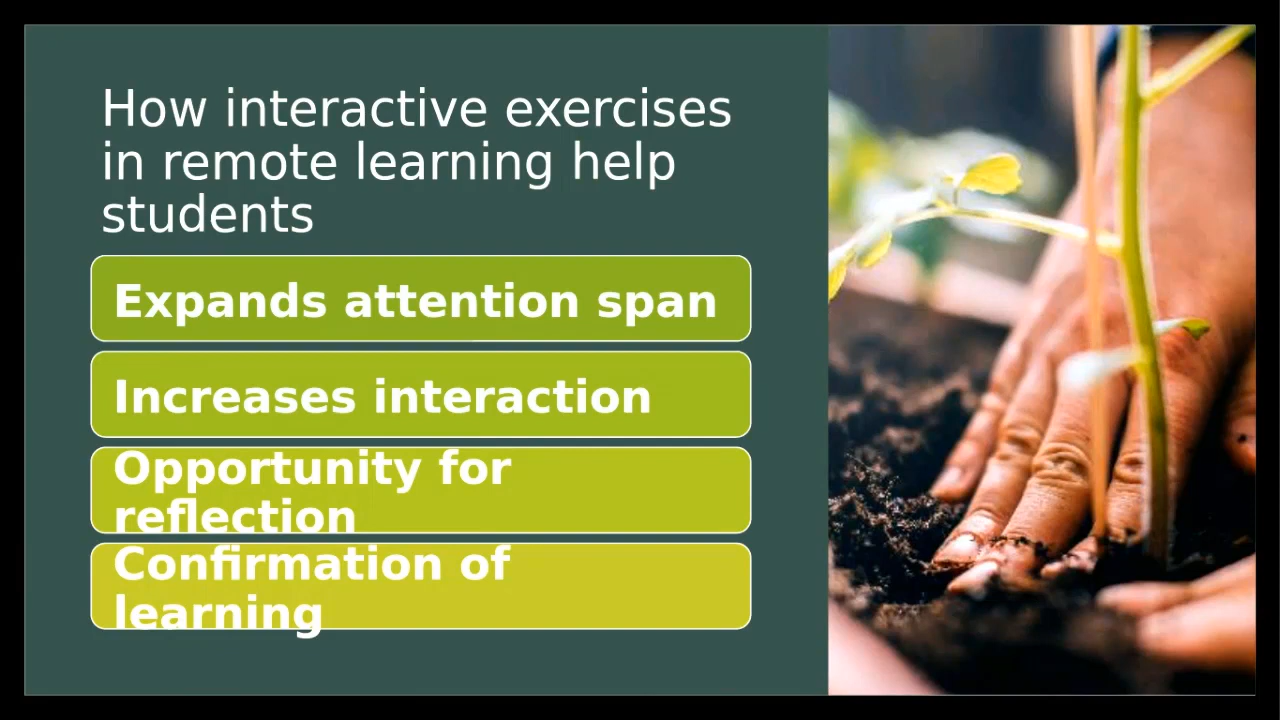 How interactive exercises
in remote learning help
students
Expands attention span
Increases interaction
Opportunity for
reflection
Confirmation of
learning